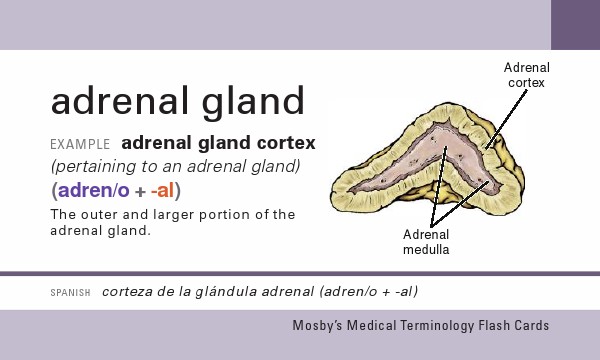 adrenal gland
EXAMPLE adrenal gland cortex
(pertaining to an adrenal gland)
(adren/o + -al)
The outer and larger portion of the
adrenal gland.
Adrenal
cortex
Adrenal
medulla
SPANISH corteza de la glándula adrenal (adren/o + -al)
Mosby's Medical Terminology Flash Cards